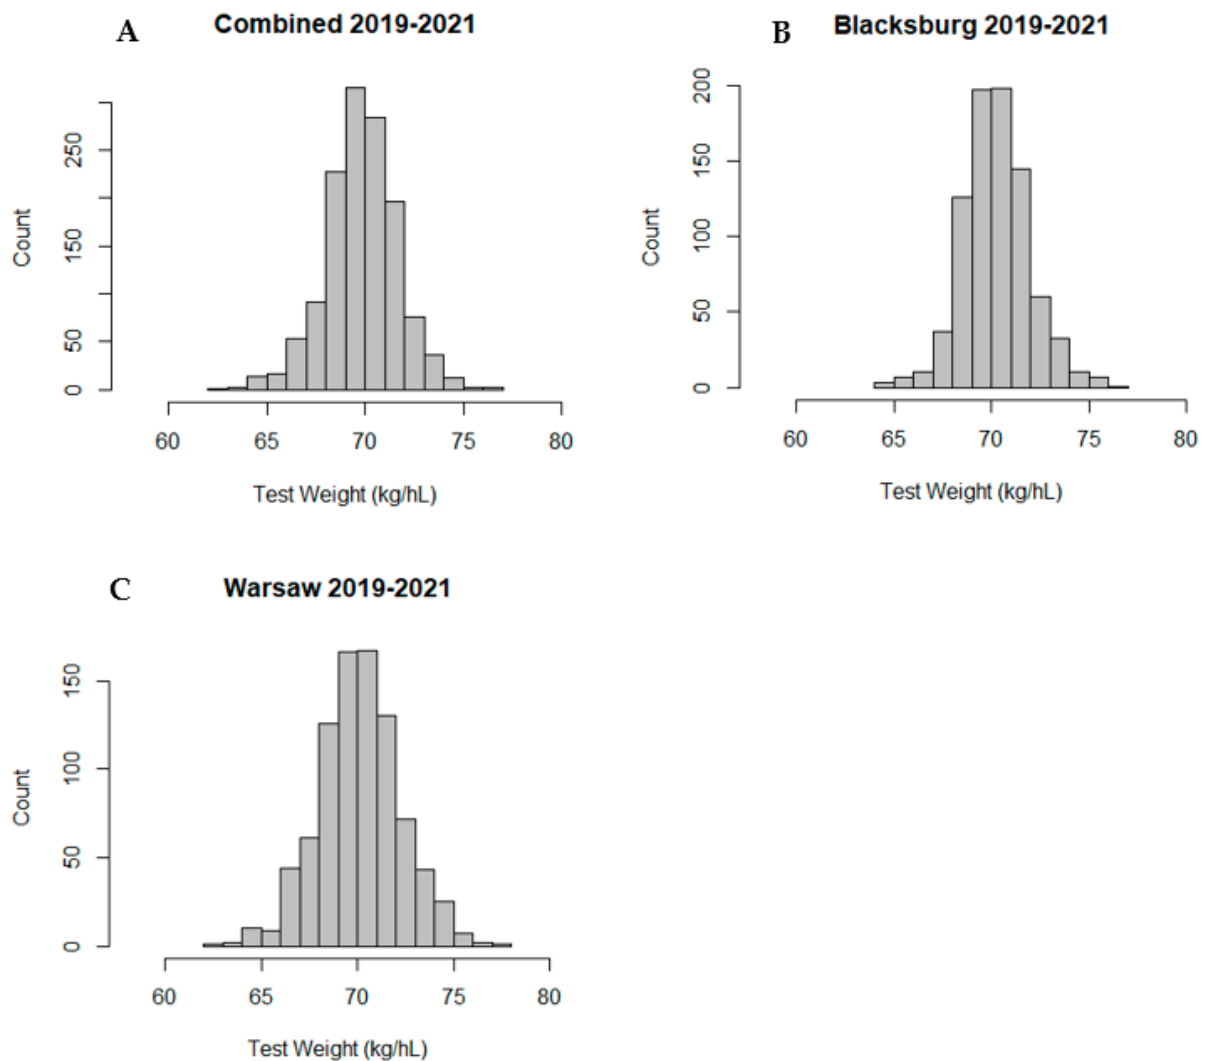 A Combined 2019-2021
250
150
50
0
Count
60 65 70 75 80
Test Weight (kg/hL)
B Blacksburg 2019-2021
200
150
100
50
0
Count
60 65 70 75 80
Test Weight (kg/hL)
C Warsaw 2019-2021
150
100
50
0
Count
60 65 70 75 80
Test Weight (kg/hL)